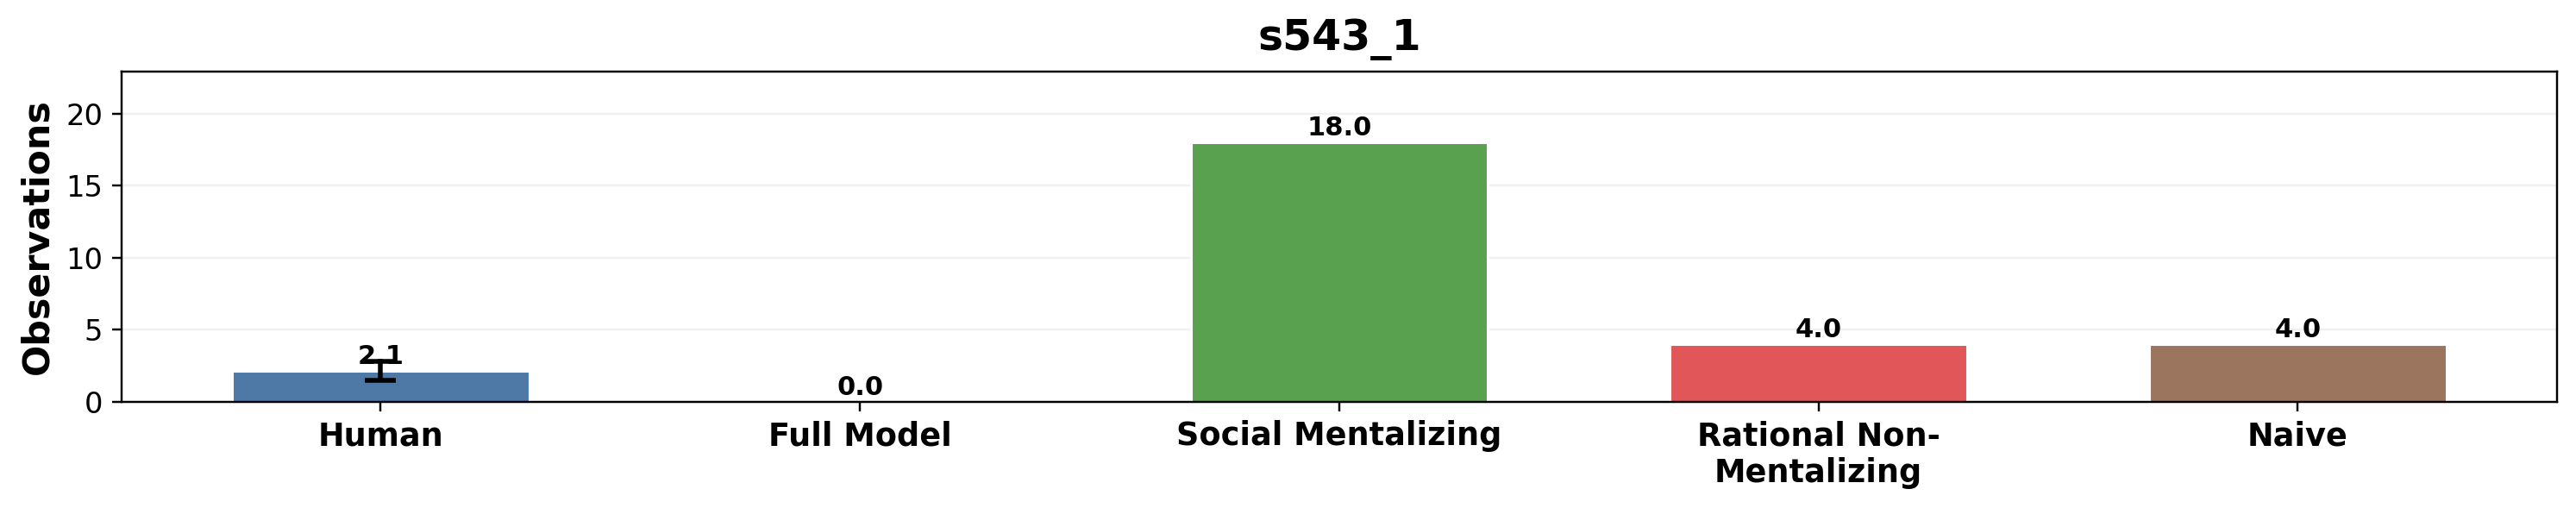 s543_1
Observations
20
15
10
5
0
2.1
0.0
18.0
4.0
4.0
Human
Full Model
Social Mentalizing
Rational Non-
Mentalizing
Naive